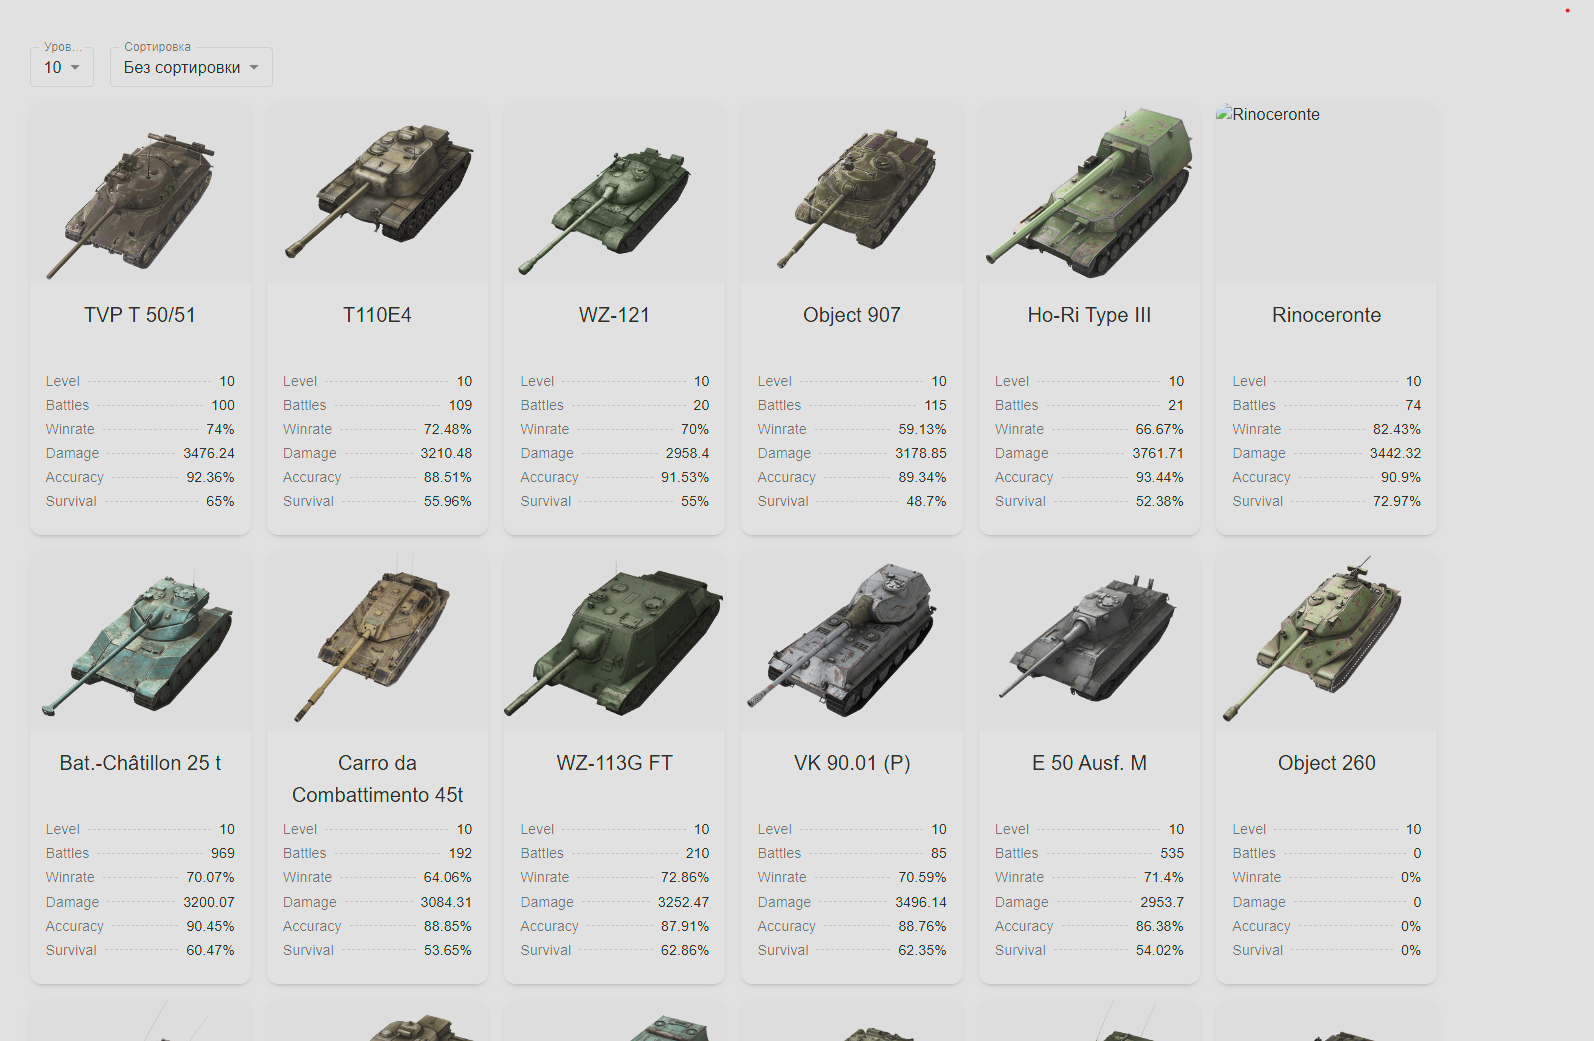 Уров...
Сортировка
10
Без сортировки
Rinoceronte
TVP T 50/51
T110E4
WZ-121
Object 907
Ho-Ri Type III
Rinoceronte
Level 10
Battles 100
Winrate 74%
Damage 3476.24
Accuracy 92.36%
Survival 65%
Level 10
Battles 109
Winrate 72.48%
Damage 3210.48
Accuracy 88.51%
Survival 55.96%
Level 10
Battles 20
Winrate 70%
Damage 2958.4
Accuracy 91.53%
Survival 55%
Level 10
Battles 115
Winrate 59.13%
Damage 3178.85
Accuracy 89.34%
Survival 48.7%
Level 10
Battles 21
Winrate 66.67%
Damage 3761.71
Accuracy 93.44%
Survival 52.38%
Level 10
Battles 74
Winrate 82.43%
Damage 3442.32
Accuracy 90.9%
Survival 72.97%
Bat.-Châtillon 25 t
Carro da
Combattimento 45t
WZ-113G FT
VK 90.01 (P)
E 50 Ausf. M
Object 260
Level 10
Battles 969
Winrate 70.07%
Damage 3200.07
Accuracy 90.45%
Survival 60.47%
Level 10
Battles 192
Winrate 64.06%
Damage 3084.31
Accuracy 88.85%
Survival 53.65%
Level 10
Battles 210
Winrate 72.86%
Damage 3252.47
Accuracy 87.91%
Survival 62.86%
Level 10
Battles 85
Winrate 70.59%
Damage 3496.14
Accuracy 88.76%
Survival 62.35%
Level 10
Battles 535
Winrate 71.4%
Damage 2953.7
Accuracy 86.38%
Survival 54.02%
Level 10
Battles 0
Winrate 0%
Damage 0
Accuracy 0%
Survival 0%